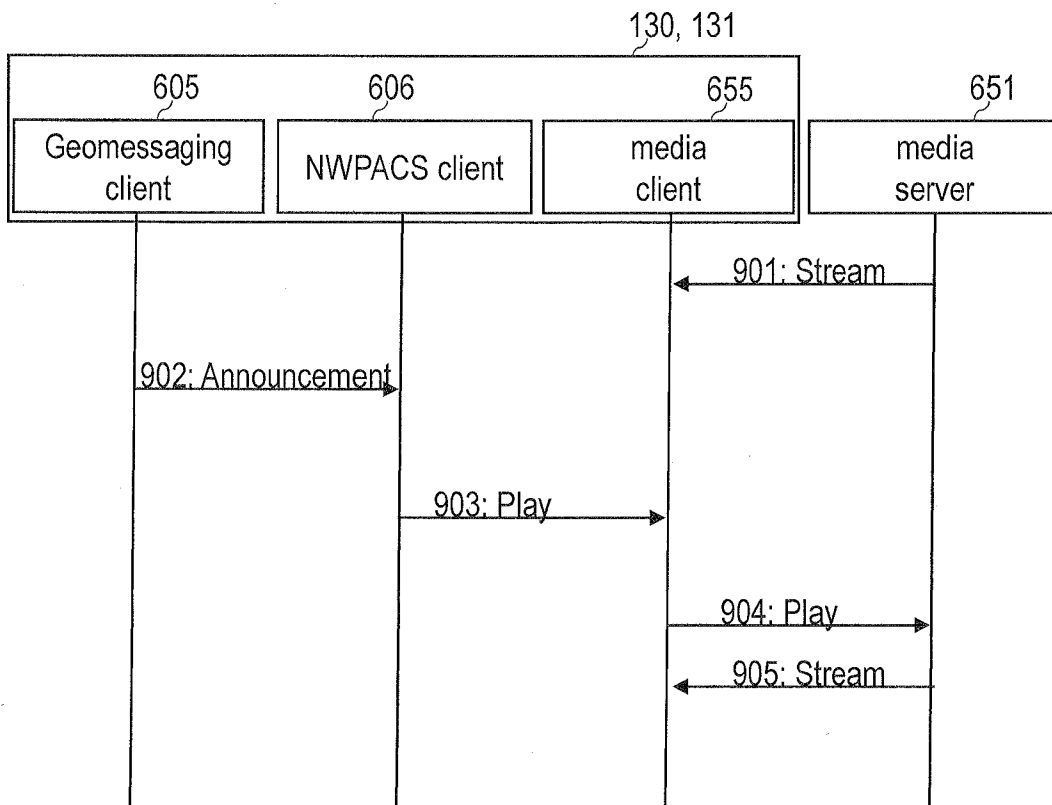 130, 131
605
606
655
651
Geomessaging
client
NWPACS client
media
client
media
server
901: Stream
902: Announcement
903: Play
904: Play
905: Stream